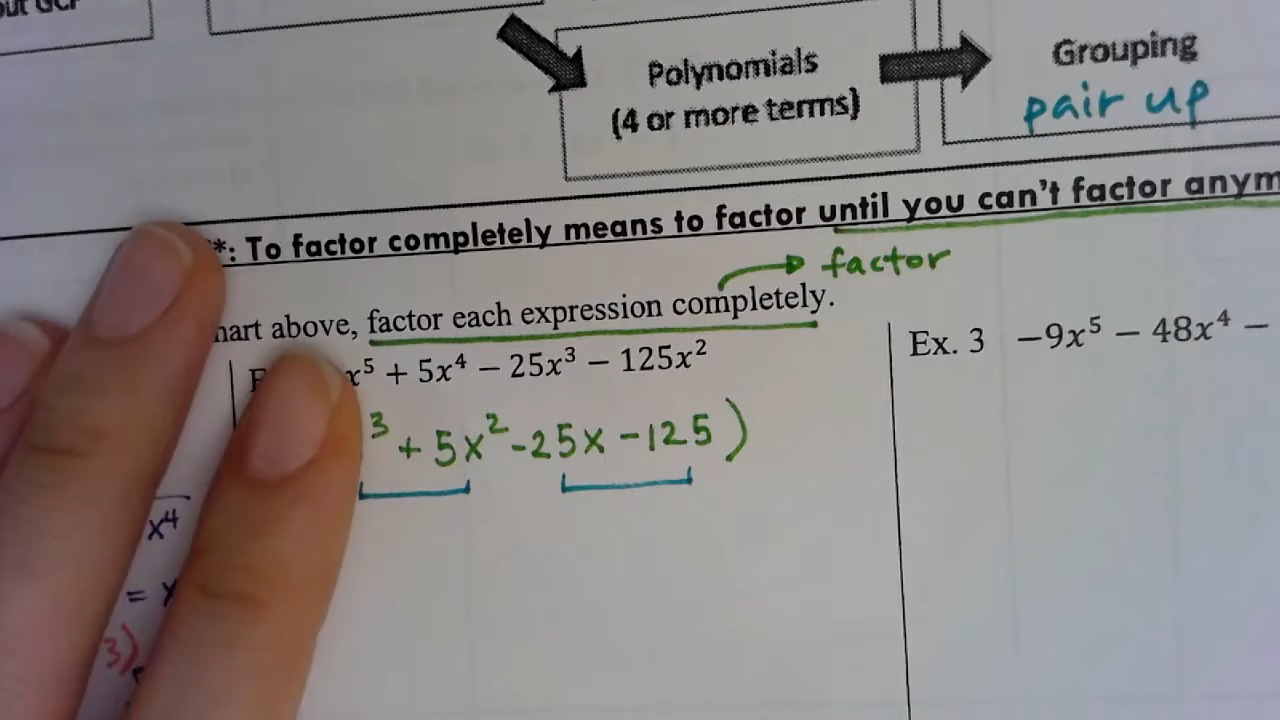 out GCF
Polynomials
(4 or more terms)
Grouping
pair up
*: To factor completely means to factor until you can't factor anym
factor
hart above, factor each expression completely.
x⁵ + 5x⁴ − 25x³ − 125x²
Ex. 3 −9x⁵ − 48x⁴ −
³ + 5x² -25x -125 )
x⁴
= x
3)